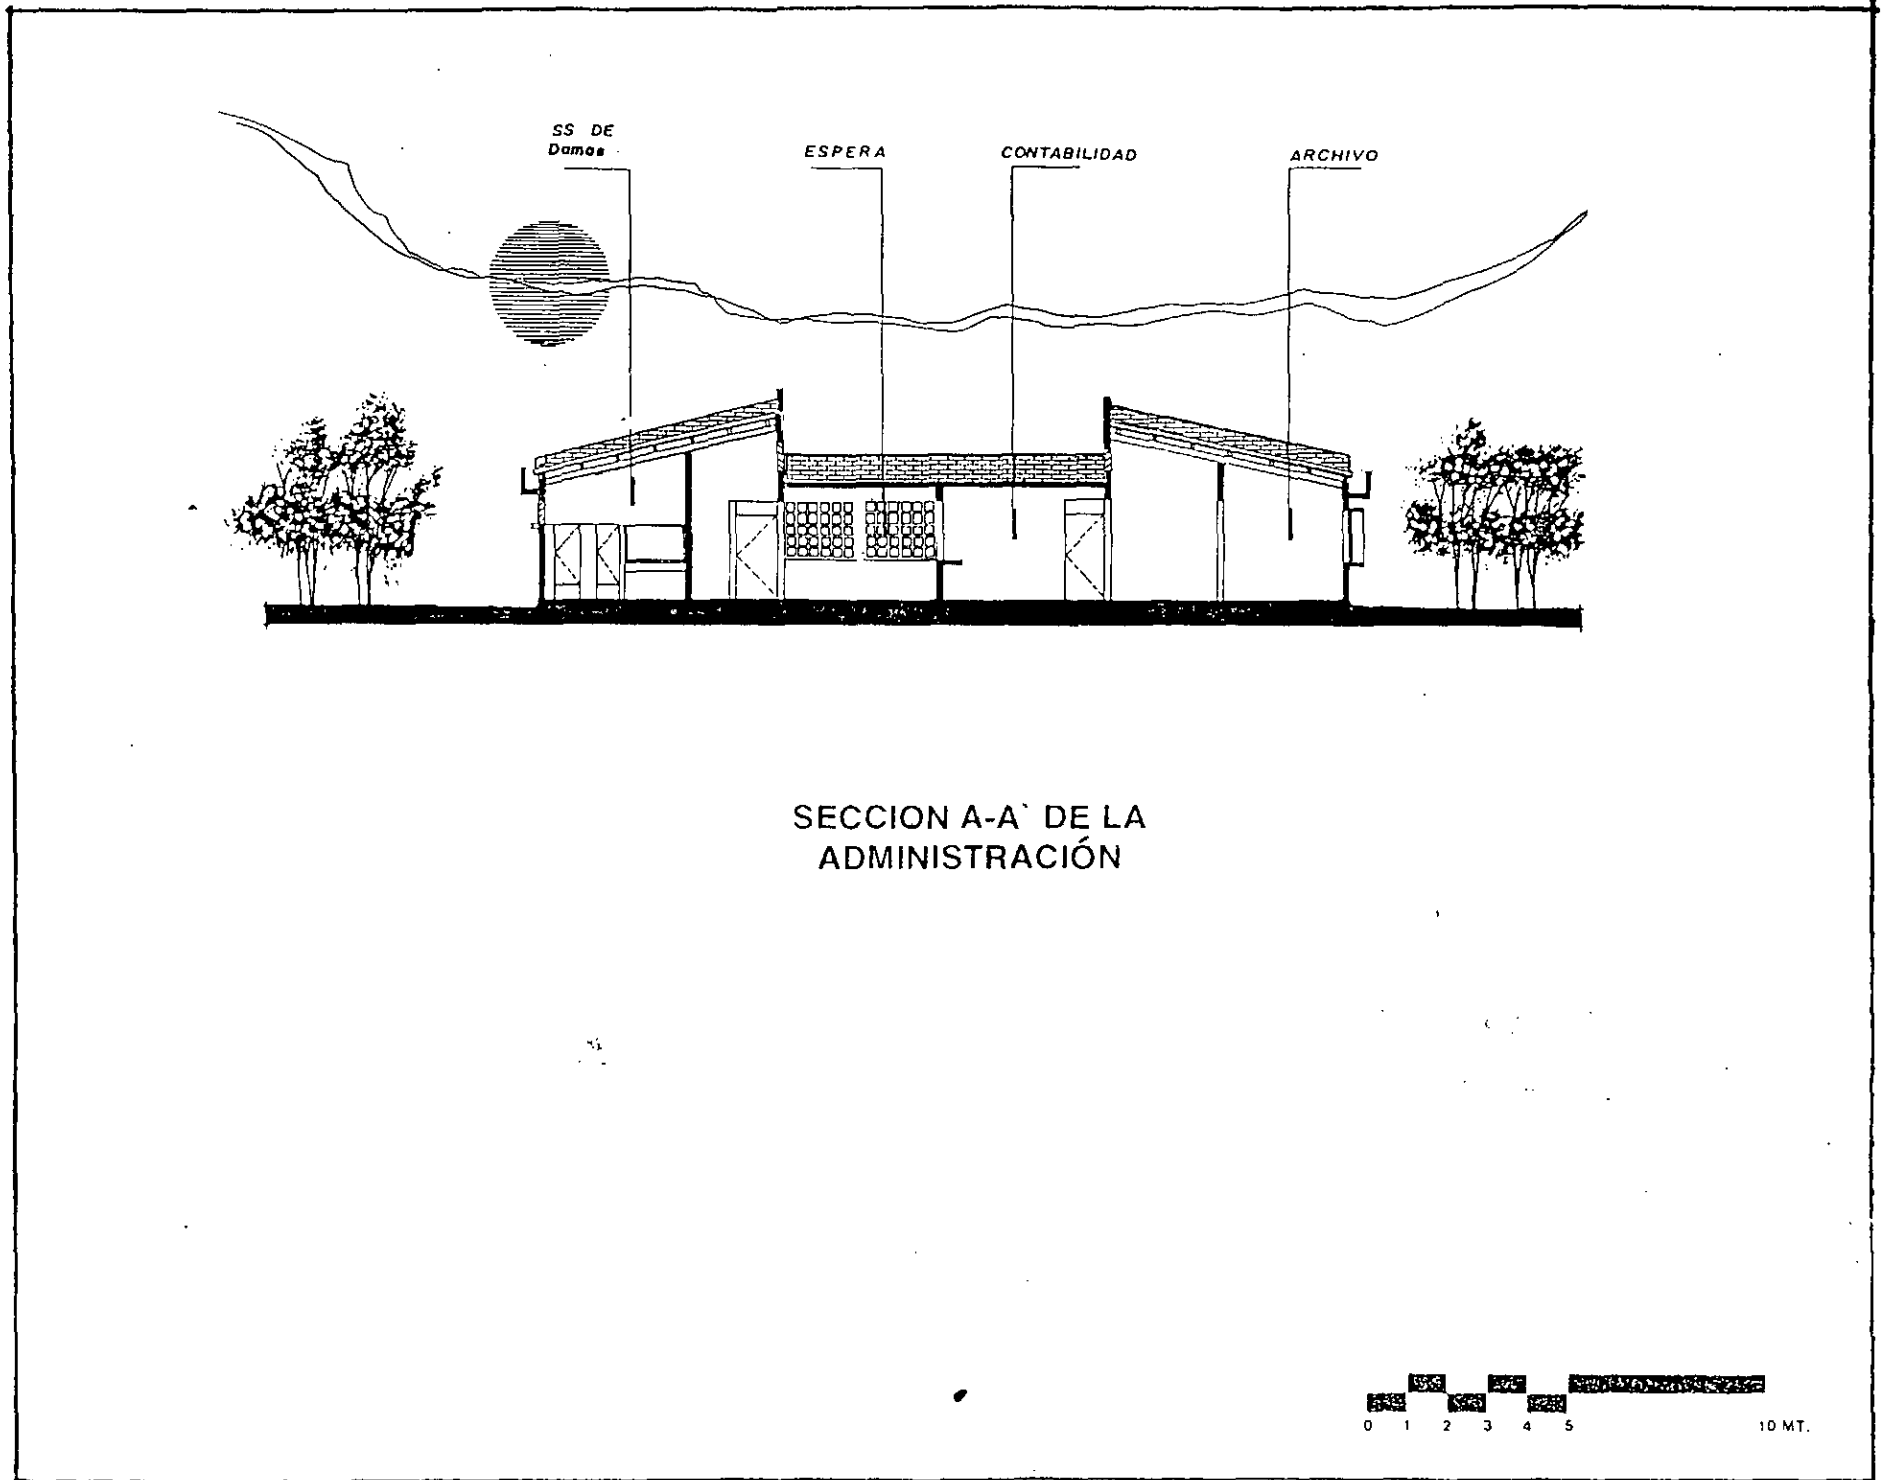 SS DE
Damas
ESPERA
CONTABILIDAD
ARCHIVO
SECCION A-A` DE LA
ADMINISTRACIÓN
0 1 2 3 4 5 10 MT.